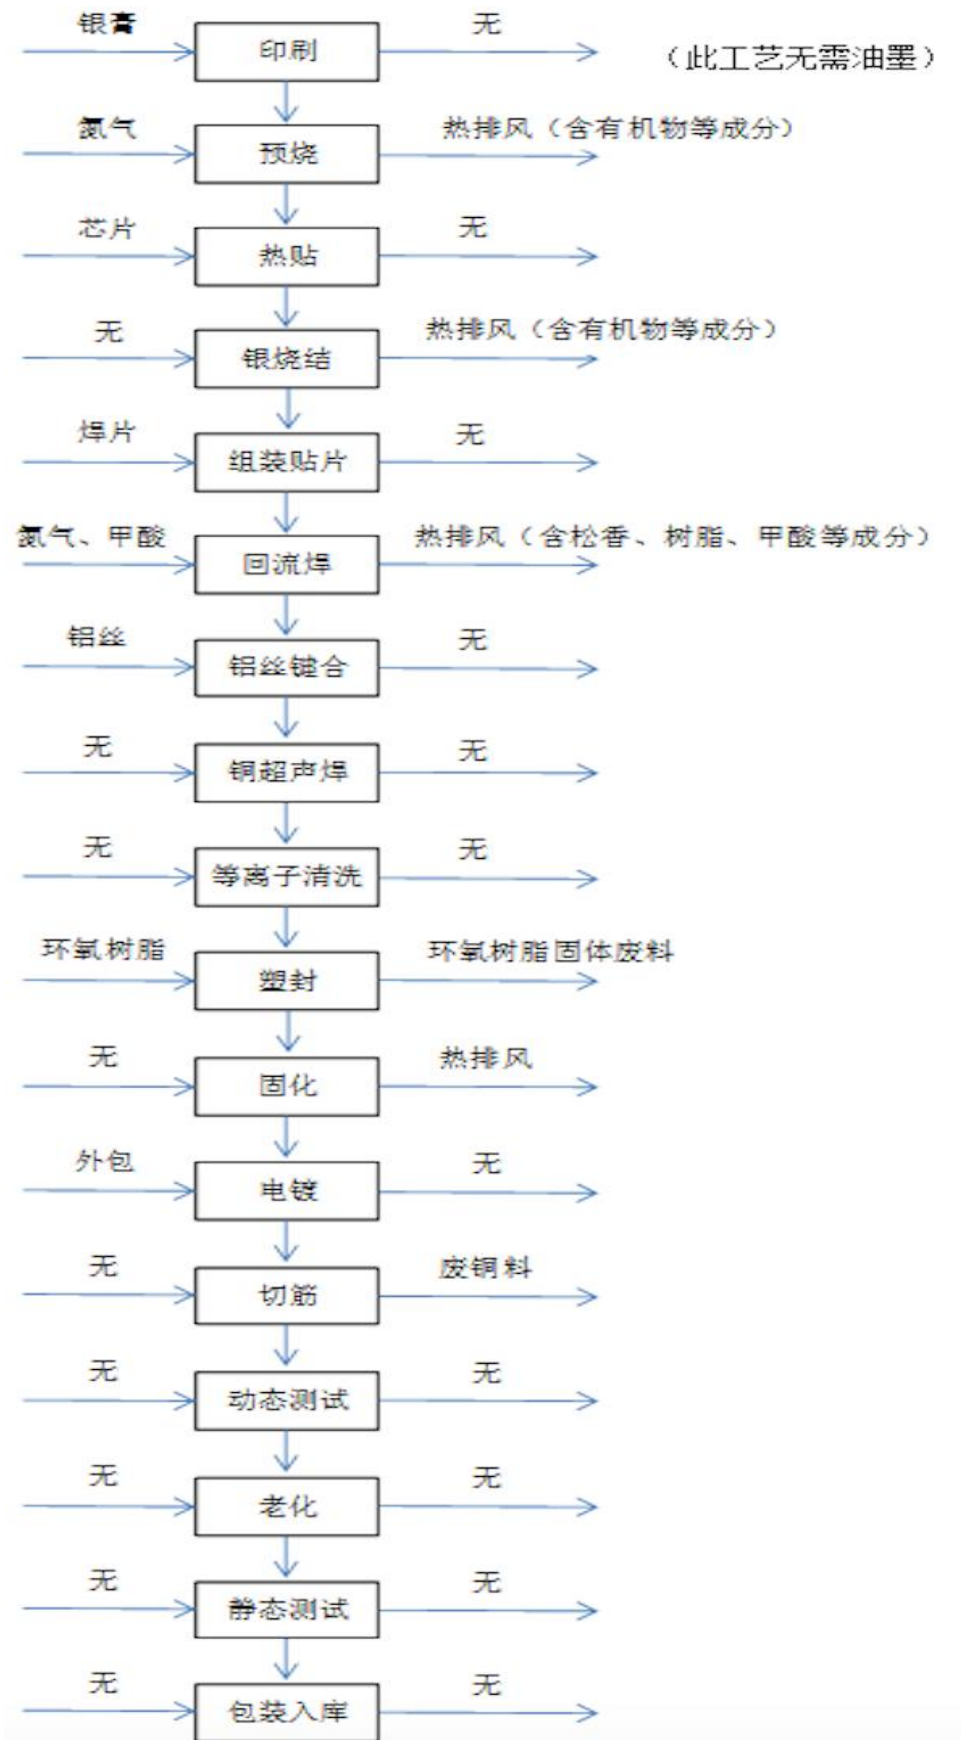 银膏
无
印刷
（此工艺无需油墨）
氮气
热排风（含有机物等成分）
预烧
芯片
无
热贴
无
热排风（含有机物等成分）
银烧结
焊片
无
组装贴片
氮气、甲酸
热排风（含松香、树脂、甲酸等成分）
回流焊
铝丝
无
铝丝键合
无
无
铜超声焊
无
无
等离子清洗
环氧树脂
环氧树脂固体废料
塑封
无
热排风
固化
外包
无
电镀
无
废铜料
切筋
无
无
动态测试
无
无
老化
无
无
静态测试
无
无
包装入库